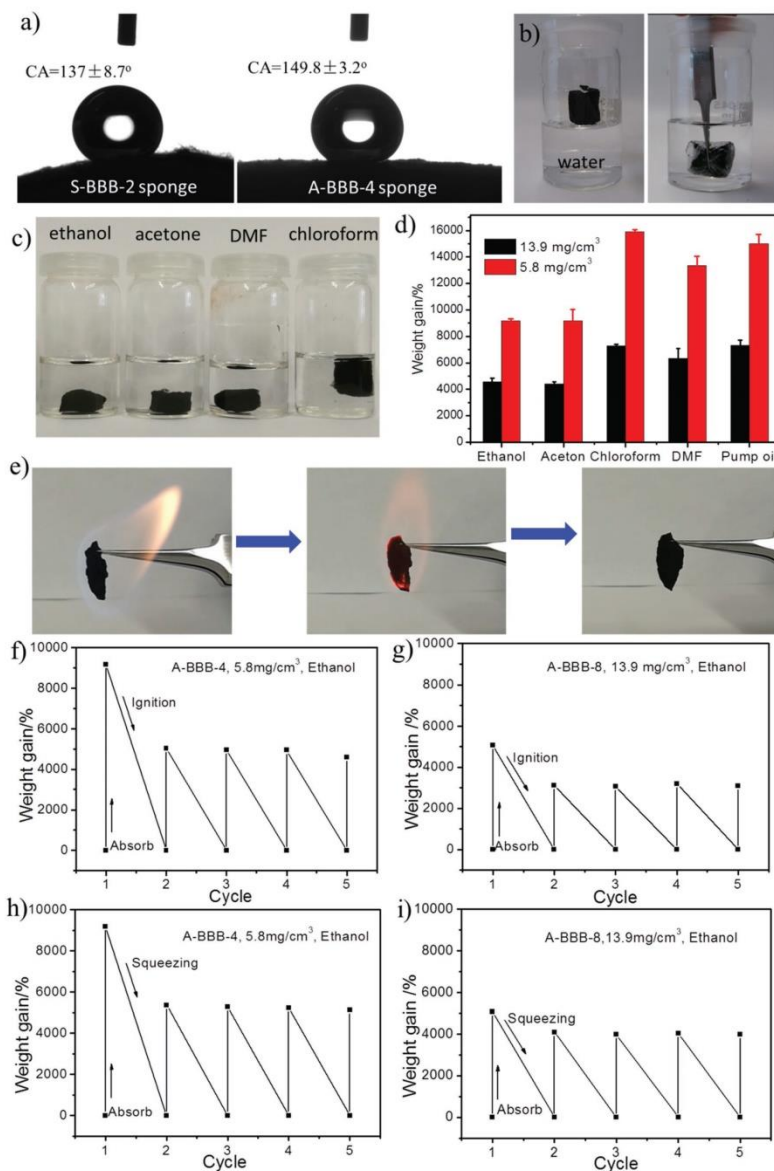 a)
CA=137±8.7º
S-BBB-2 sponge
CA=149.8±3.2º
A-BBB-4 sponge
b)
water
c)
ethanol acetone DMF chloroform
d)
Weight gain/%
16000
14000
12000
10000
8000
6000
4000
2000
0
13.9 mg/cm³
5.8 mg/cm³
Ethanol Aceton Chloroform DMF Pump oi
e)
f)
Weight gain /%
10000
8000
6000
4000
2000
0
A-BBB-4, 5.8mg/cm³, Ethanol
Ignition
Absorb
1 2 3 4 5
Cycle
g)
Weight gain /%
10000
8000
6000
4000
2000
0
A-BBB-8, 13.9 mg/cm³, Ethanol
Ignition
Absorb
1 2 3 4 5
Cycle
h)
Weight gain /%
10000
8000
6000
4000
2000
0
A-BBB-4, 5.8mg/cm³, Ethanol
Squeezing
Absorb
1 2 3 4 5
Cycle
i)
Weight gain /%
10000
8000
6000
4000
2000
0
A-BBB-8,13.9mg/cm³, Ethanol
Squeezing
Absorb
1 2 3 4 5
Cycle